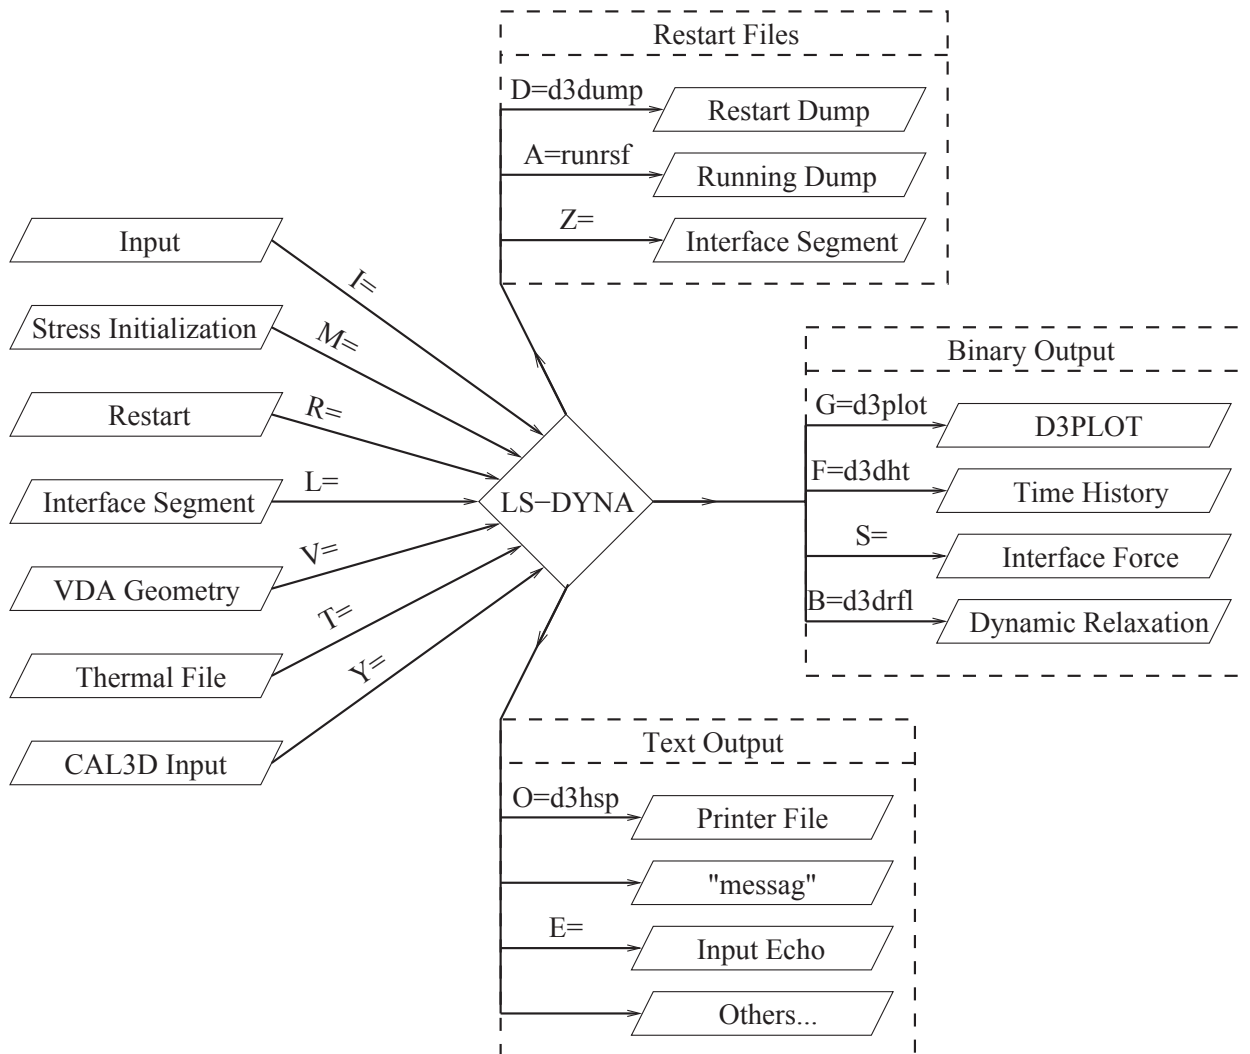 Restart Files
D=d3dump
Restart Dump
A=runrsf
Running Dump
Z=
Interface Segment
Input
I=
Stress Initialization
M=
Restart
R=
Interface Segment
L=
VDA Geometry
V=
Thermal File
T=
CAL3D Input
Y=
LS−DYNA
Binary Output
G=d3plot
D3PLOT
F=d3dht
Time History
S=
Interface Force
B=d3drfl
Dynamic Relaxation
Text Output
O=d3hsp
Printer File
"messag"
E=
Input Echo
Others...